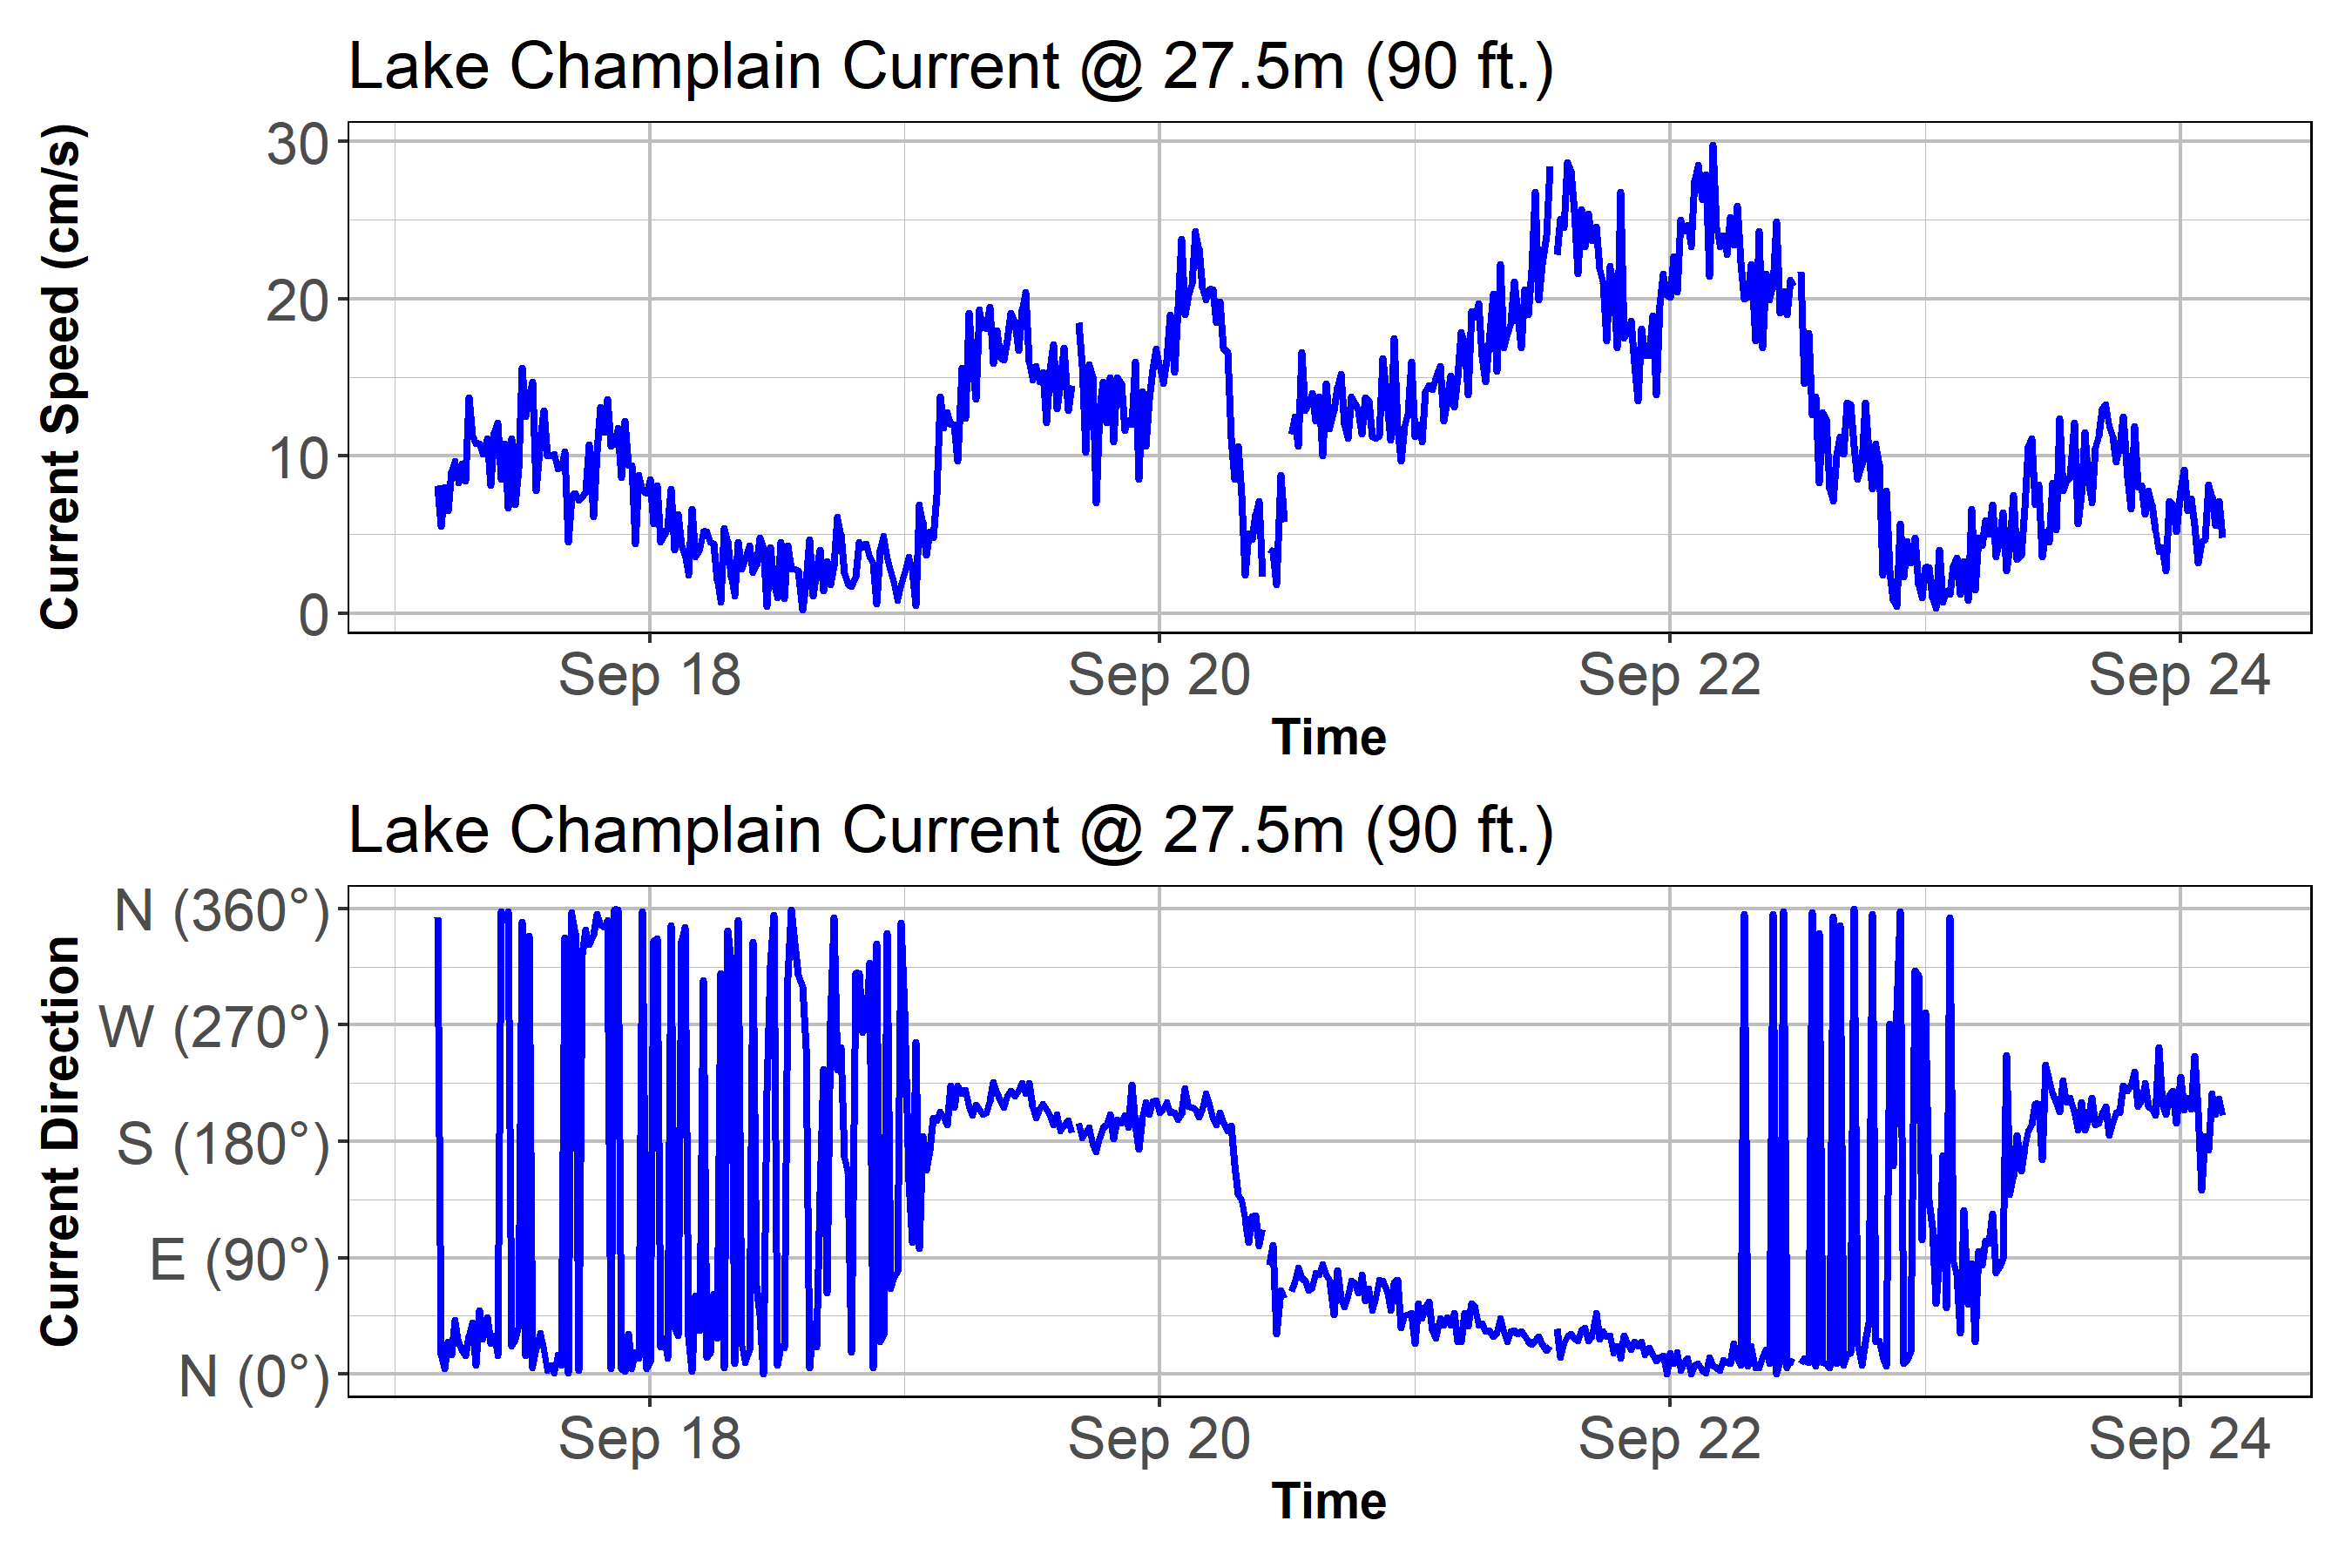 Lake Champlain Current @ 27.5m (90 ft.)
Current Speed (cm/s)
30
20
10
0
Sep 18 Sep 20 Sep 22 Sep 24
Time
Lake Champlain Current @ 27.5m (90 ft.)
Current Direction
N (360°)
W (270°)
S (180°)
E (90°)
N (0°)
Sep 18 Sep 20 Sep 22 Sep 24
Time